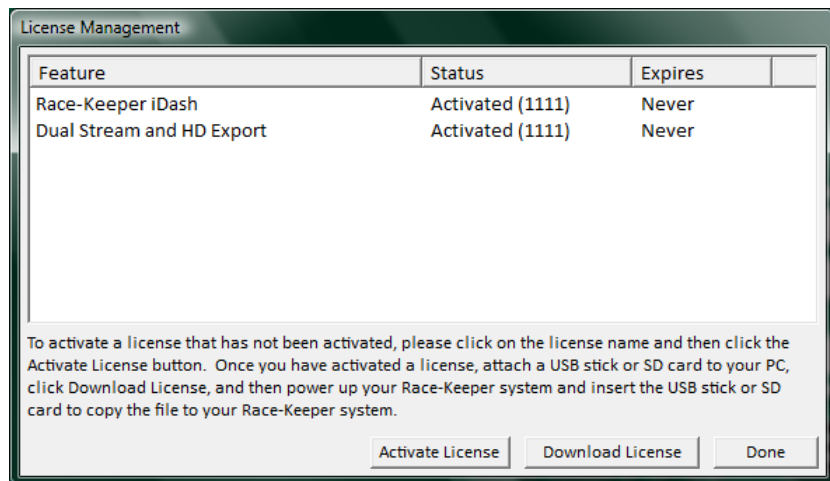 License Management
Feature Status Expires
Race-Keeper iDash Activated (1111) Never
Dual Stream and HD Export Activated (1111) Never
To activate a license that has not been activated, please click on the license name and then click the
Activate License button. Once you have activated a license, attach a USB stick or SD card to your PC,
click Download License, and then power up your Race-Keeper system and insert the USB stick or SD
card to copy the file to your Race-Keeper system.
Activate License Download License Done